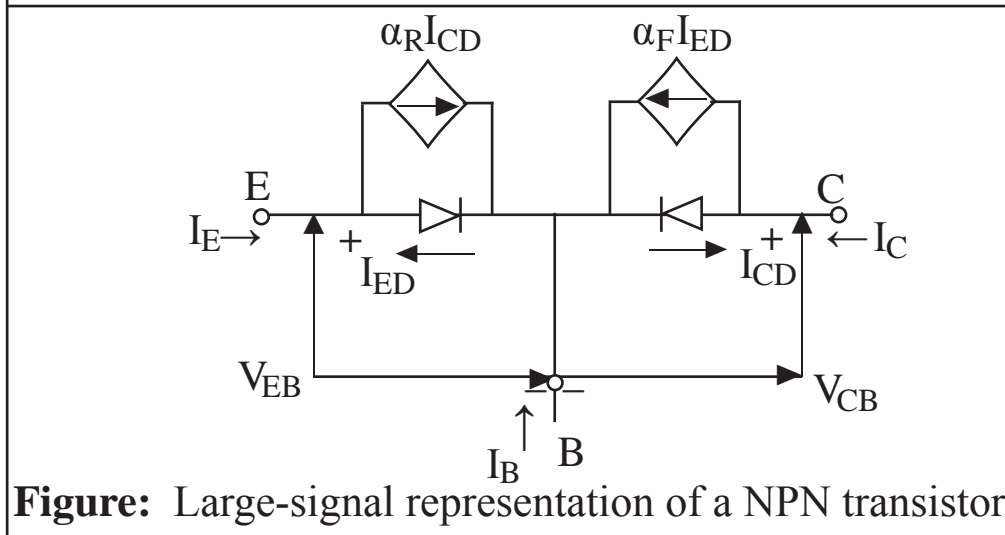 αRICD αFIED
E C
IE→ + IED ICD + ←IC
VEB – – VCB
↑ IB B
Figure: Large-signal representation of a NPN transistor